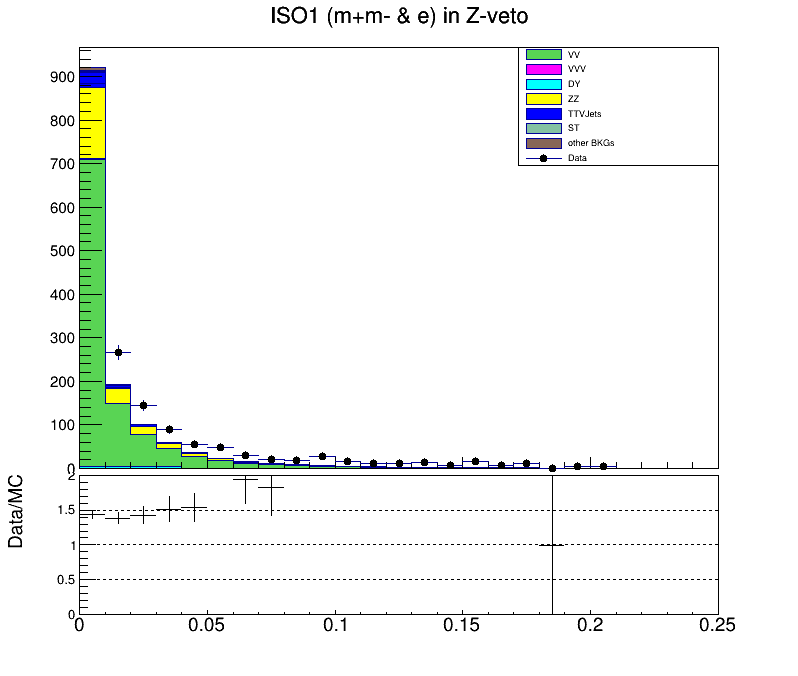 ISO1 (m+m- & e) in Z-veto
VV
VVV
DY
ZZ
TTVJets
ST
other BKGs
Data
900
800
700
600
500
400
300
200
100
0
Data/MC
2
1.5
1
0.5
0
0 0.05 0.1 0.15 0.2 0.25